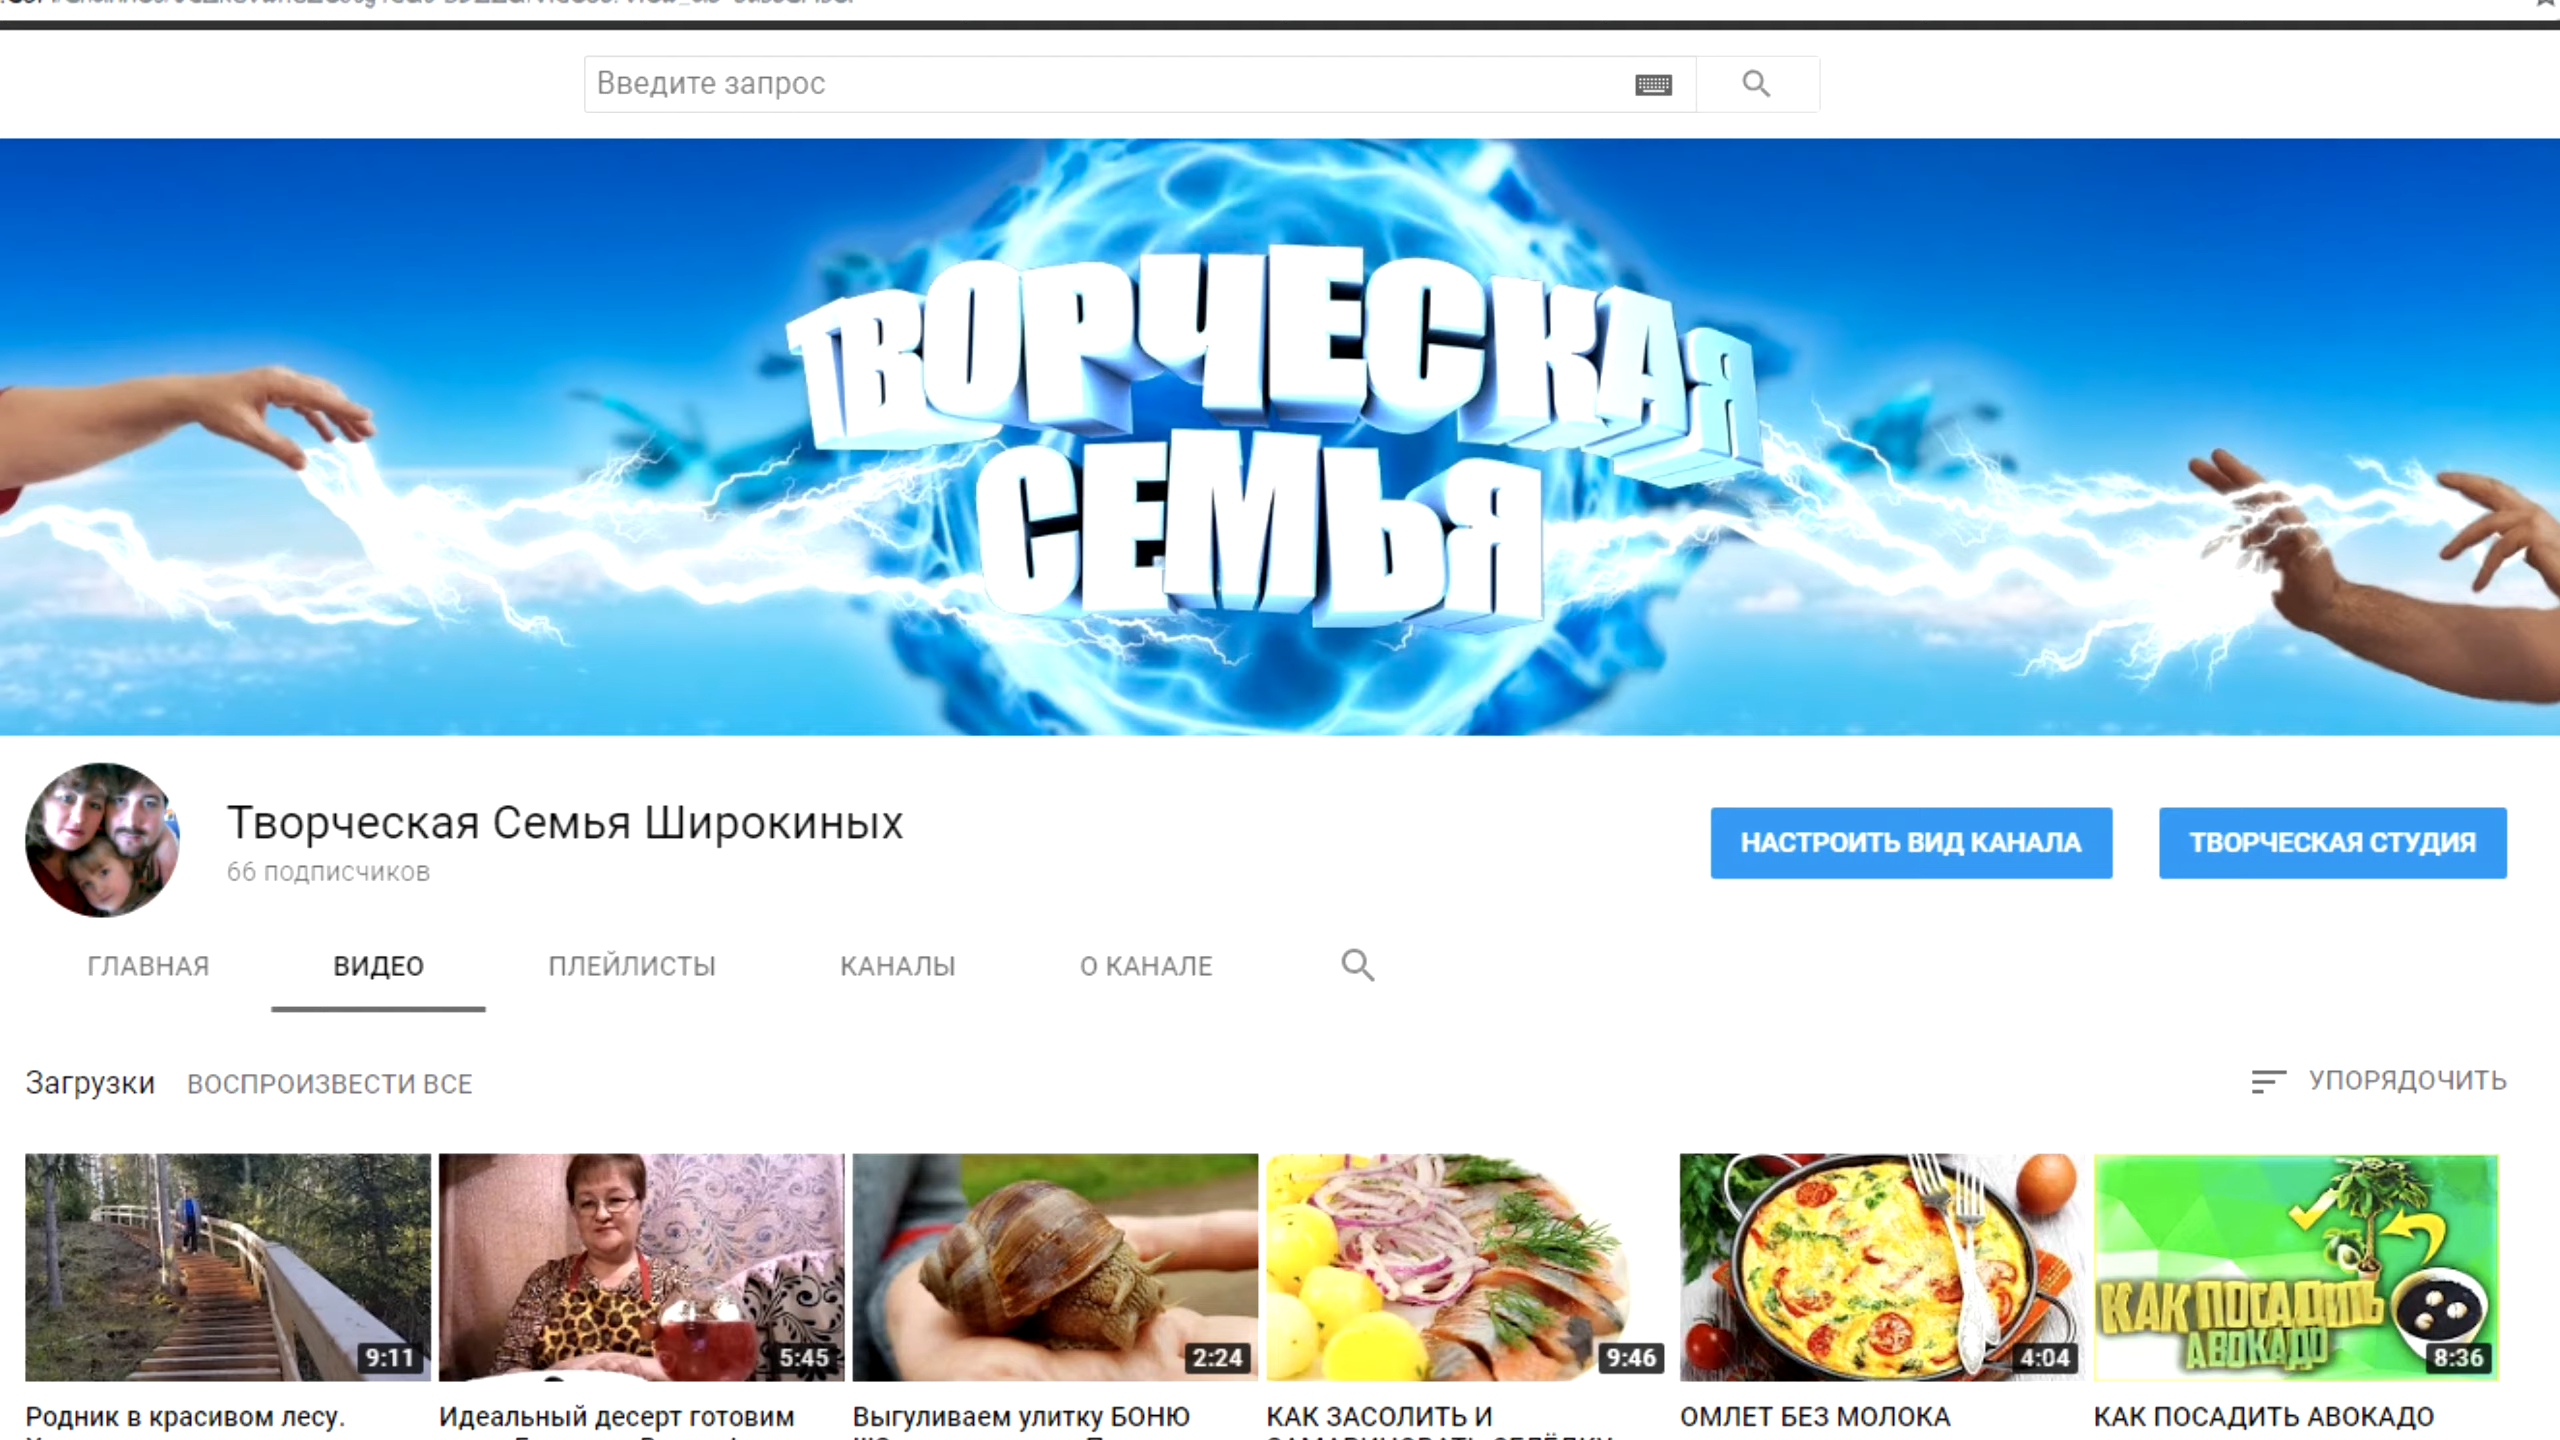 Введите запрос
ТВОРЧЕСКАЯ
СЕМЬЯ
Творческая Семья Широкиных
66 подписчиков
НАСТРОИТЬ ВИД КАНАЛА
ТВОРЧЕСКАЯ СТУДИЯ
ГЛАВНАЯ ВИДЕО ПЛЕЙЛИСТЫ КАНАЛЫ О КАНАЛЕ
Загрузки ВОСПРОИЗВЕСТИ ВСЕ
УПОРЯДОЧИТЬ
КАК ПОСАДИТЬ
АВОКАДО
9:11 5:45 2:24 9:46 4:04 8:36
Родник в красивом лесу.
Идеальный десерт готовим
Выгуливаем улитку БОНЮ
КАК ЗАСОЛИТЬ И
ОМЛЕТ БЕЗ МОЛОКА
КАК ПОСАДИТЬ АВОКАДО